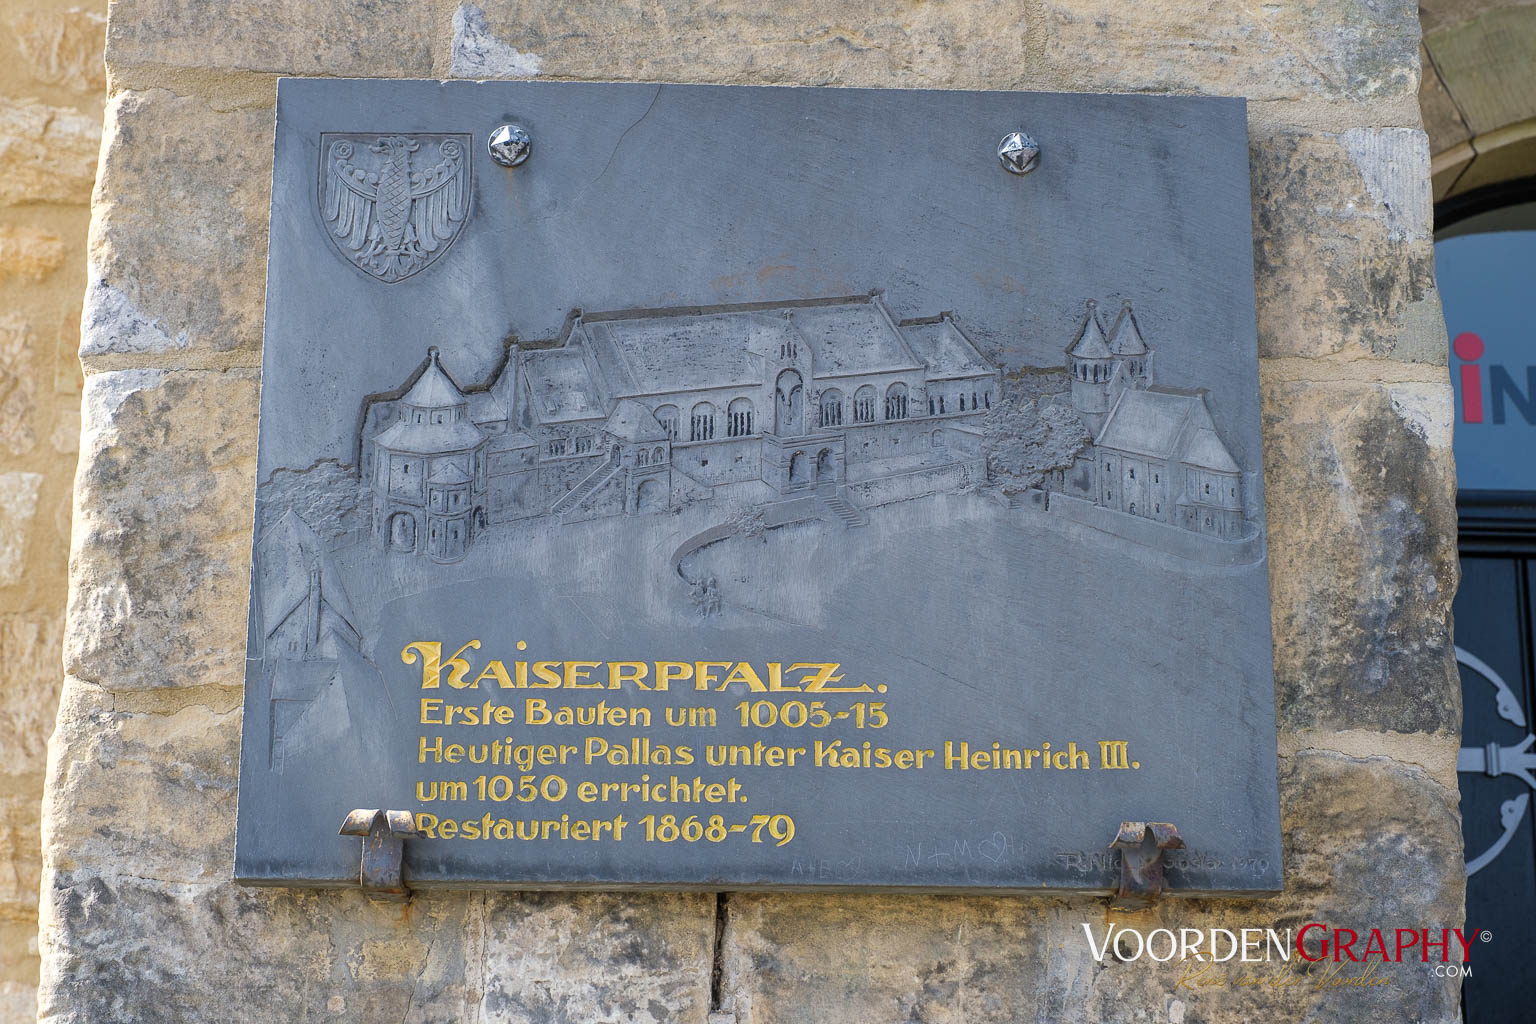 KAiSERPFALZ.
Erste Bauten um 1005-15
Heutiger Pallas unter Kaiser Heinrich III.
um 1050 errichtet.
Restauriert 1868-79
N+M
iN
VOORDENGRAPHY©
.COM